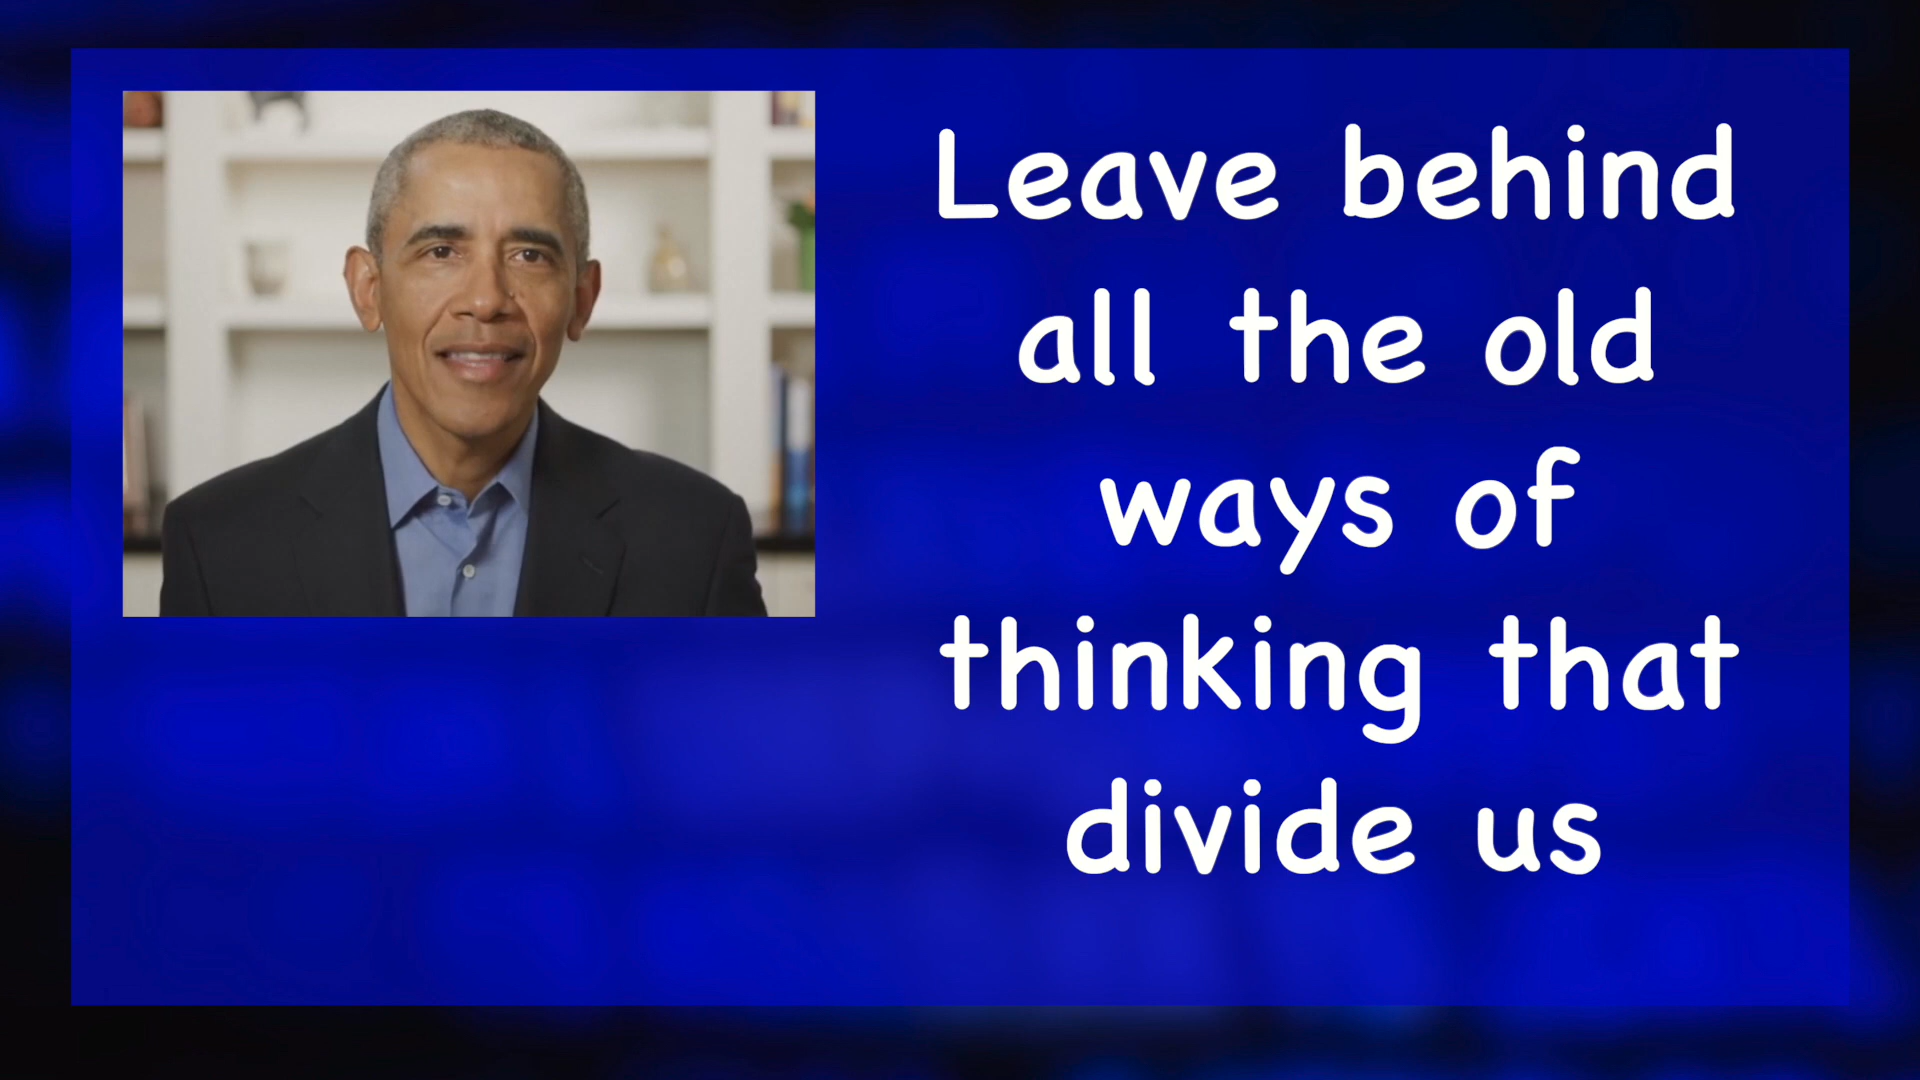 Leave behind
all the old
ways of
thinking that
divide us